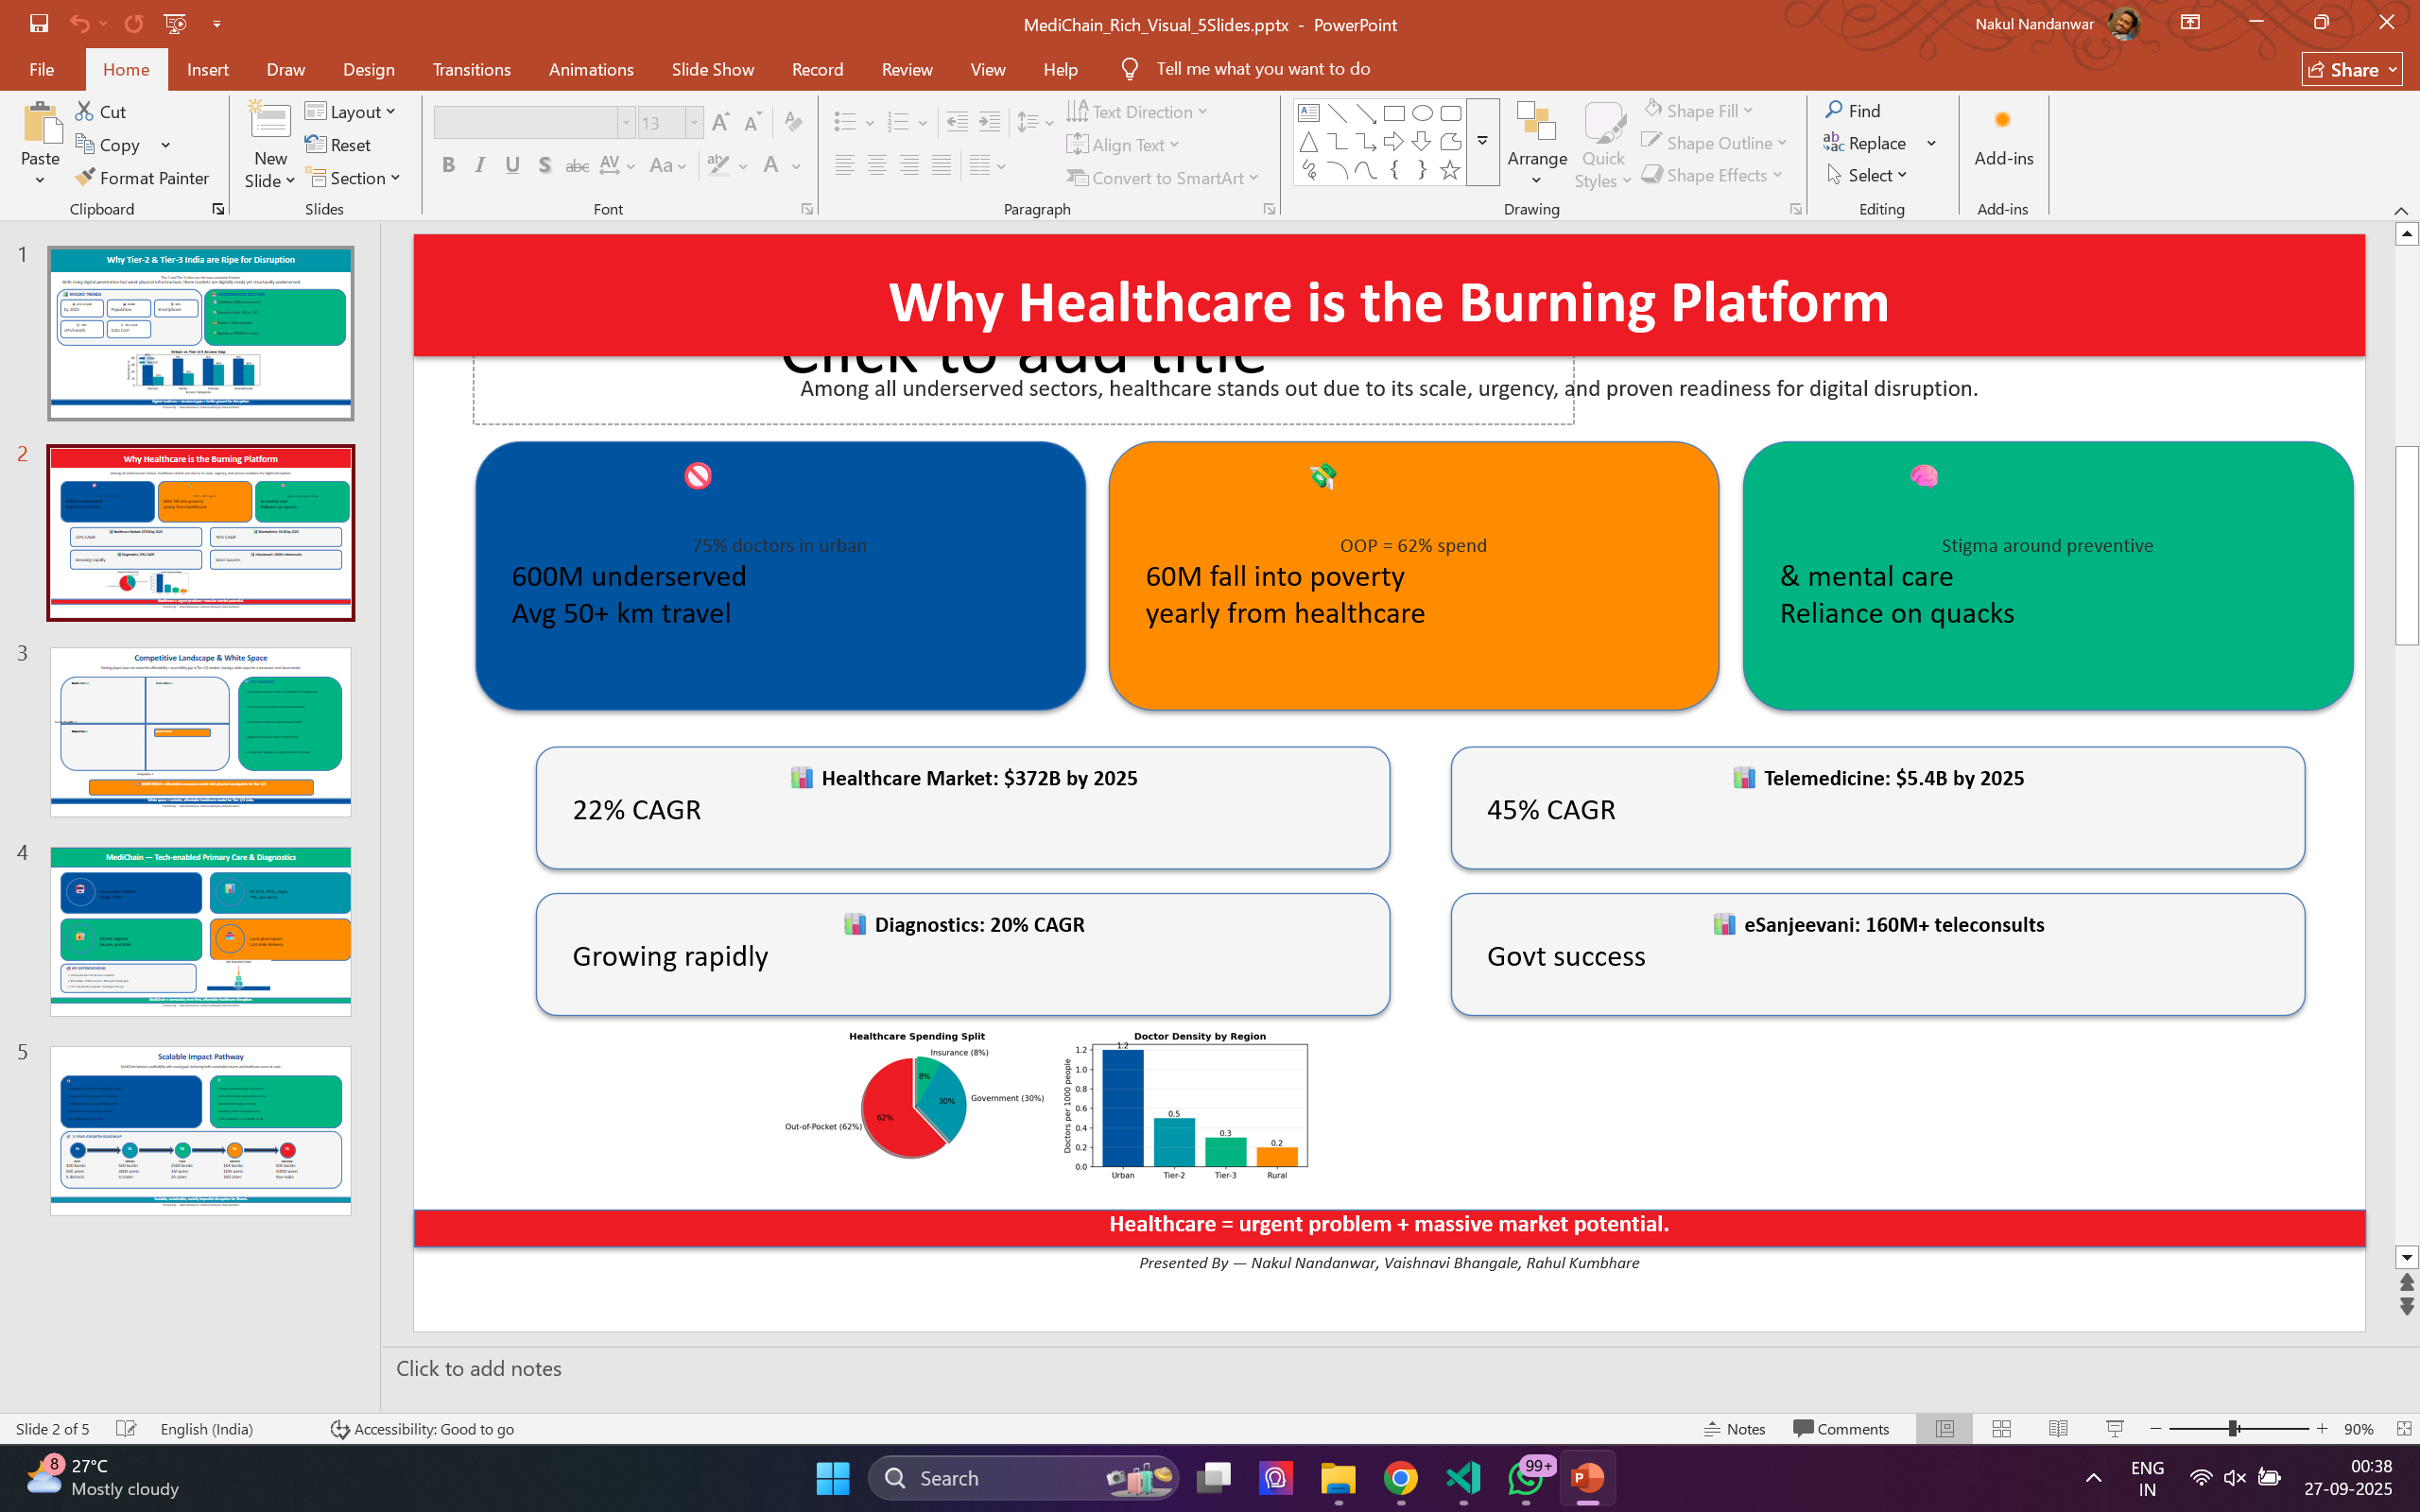 MediChain_Rich_Visual_5Slides.pptx - PowerPoint
Nakul Nandanwar
File Home Insert Draw Design Transitions Animations Slide Show Record Review View Help Tell me what you want to do
Share
Paste
Cut
Copy
Format Painter
Clipboard
New
Slide
Layout
Reset
Section
Slides
13
B I U S abc AV Aa A
Font
Text Direction
Align Text
Convert to SmartArt
Paragraph
Arrange
Quick
Styles
Shape Fill
Shape Outline
Shape Effects
Drawing
Find
Replace
Select
Editing
Add-ins
Add-ins
1
Why Tier-2 & Tier-3 India are Ripe for Disruption
2
Why Healthcare is the Burning Platform
3
Competitive Landscape & White Space
4
MediChain — Tech-enabled Primary Care & Diagnostics
5
Scalable Impact Pathway
Why Healthcare is the Burning Platform
Click to add title
Among all underserved sectors, healthcare stands out due to its scale, urgency, and proven readiness for digital disruption.
75% doctors in urban
600M underserved
Avg 50+ km travel
OOP = 62% spend
60M fall into poverty
yearly from healthcare
Stigma around preventive
& mental care
Reliance on quacks
Healthcare Market: $372B by 2025
22% CAGR
Telemedicine: $5.4B by 2025
45% CAGR
Diagnostics: 20% CAGR
Growing rapidly
eSanjeevani: 160M+ teleconsults
Govt success
Healthcare Spending Split
Insurance (8%)
8%
Government (30%)
30%
Out-of-Pocket (62%)
62%
Doctor Density by Region
Doctors per 1000 people
1.2
1.0
0.8
0.6
0.4
0.2
0.0
1.2
0.5
0.3
0.2
Urban Tier-2 Tier-3 Rural
Healthcare = urgent problem + massive market potential.
Presented By — Nakul Nandanwar, Vaishnavi Bhangale, Rahul Kumbhare
Click to add notes
Slide 2 of 5 English (India) Accessibility: Good to go Notes Comments 90%
8
27°C
Mostly cloudy
Search
99+
ENG
IN
00:38
27-09-2025